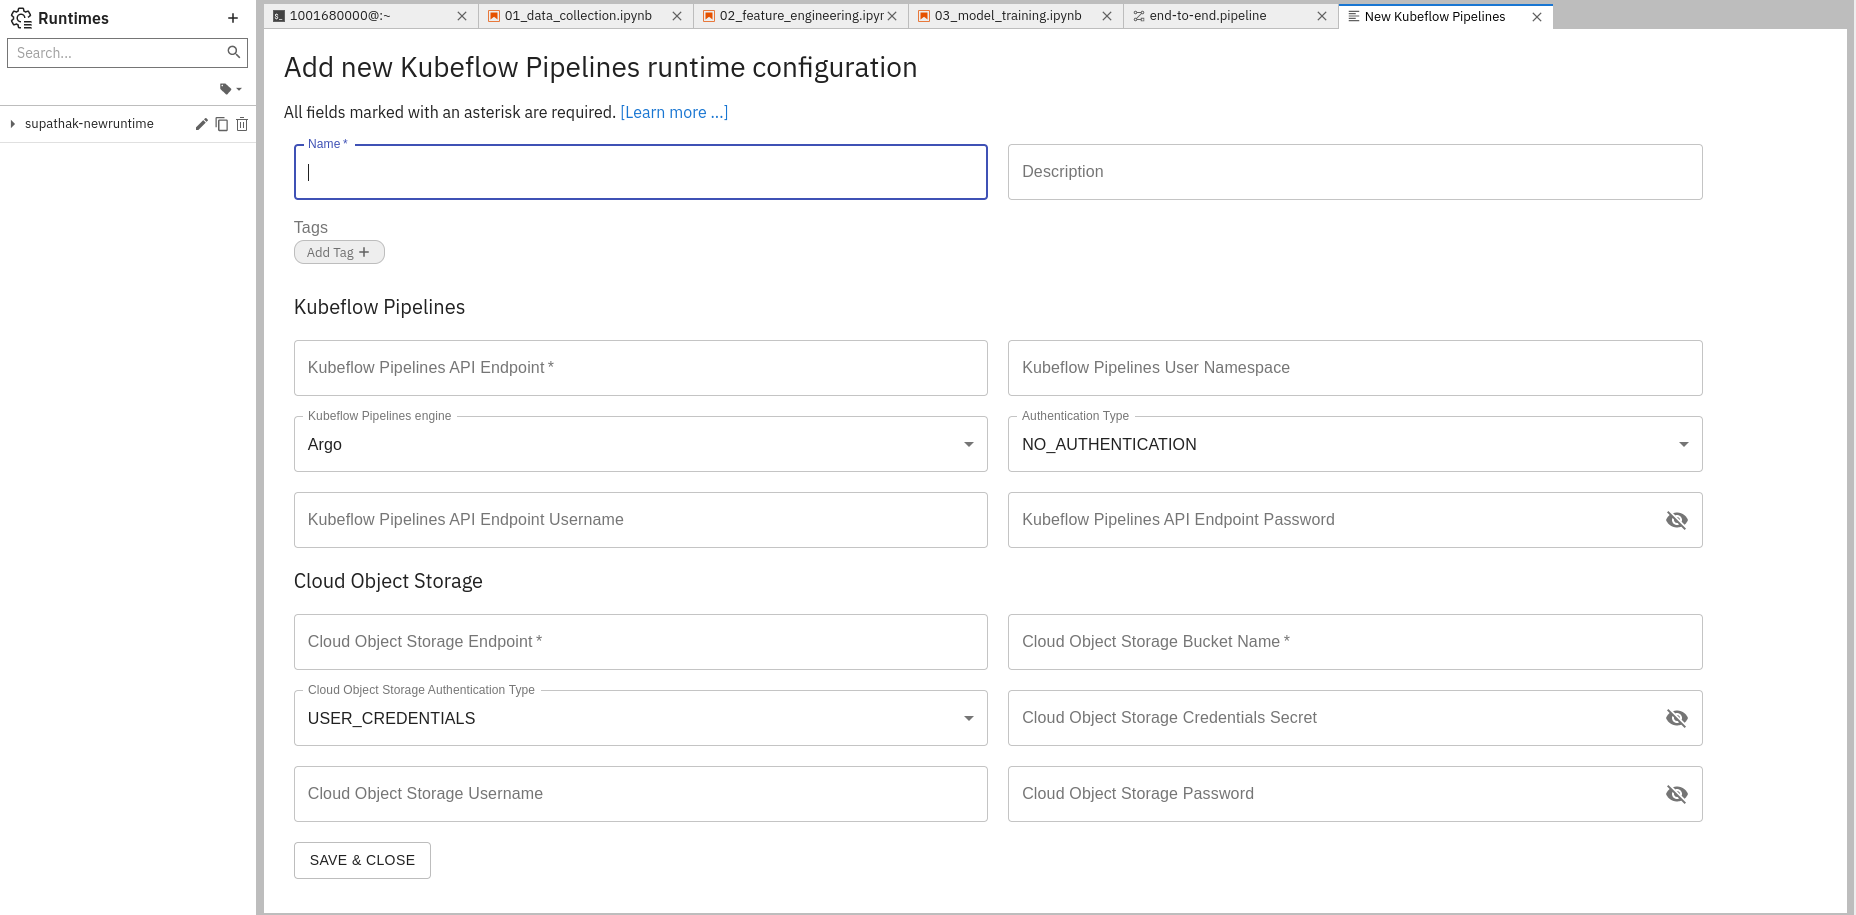 Runtimes
+
Search...
supathak-newruntime
1001680000@:~
01_data_collection.ipynb
02_feature_engineering.ipyr
03_model_training.ipynb
end-to-end.pipeline
New Kubeflow Pipelines
Add new Kubeflow Pipelines runtime configuration
All fields marked with an asterisk are required. [Learn more ...]
Name *
Description
Tags
Add Tag +
Kubeflow Pipelines
Kubeflow Pipelines API Endpoint *
Kubeflow Pipelines User Namespace
Kubeflow Pipelines engine
Argo
Authentication Type
NO_AUTHENTICATION
Kubeflow Pipelines API Endpoint Username
Kubeflow Pipelines API Endpoint Password
Cloud Object Storage
Cloud Object Storage Endpoint *
Cloud Object Storage Bucket Name *
Cloud Object Storage Authentication Type
USER_CREDENTIALS
Cloud Object Storage Credentials Secret
Cloud Object Storage Username
Cloud Object Storage Password
SAVE & CLOSE